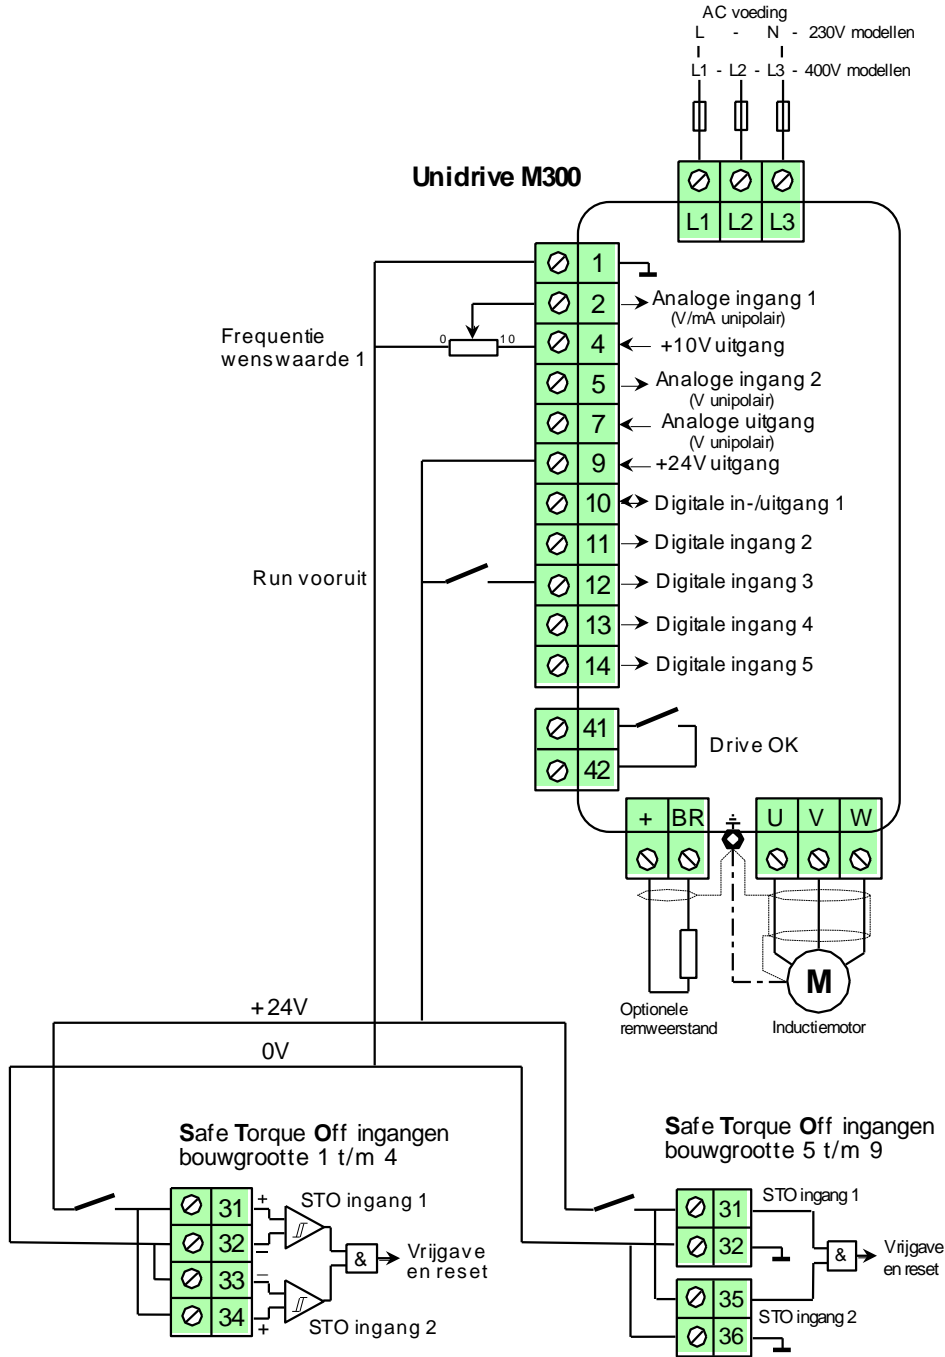 AC voeding
L - N - 230V modellen
L1 - L2 - L3 - 400V modellen
Unidrive M300
L1 L2 L3
1
2 Analoge ingang 1
(V/mA unipolair)
Frequentie
wenswaarde 1
0 10
4 +10V uitgang
5 Analoge ingang 2
(V unipolair)
7 Analoge uitgang
(V unipolair)
9 +24V uitgang
10 Digitale in-/uitgang 1
11 Digitale ingang 2
Run vooruit
12 Digitale ingang 3
13 Digitale ingang 4
14 Digitale ingang 5
41
42
Drive OK
+ BR U V W
M
Optionele
remweerstand
Inductiemotor
+24V
0V
Safe Torque Off ingangen
bouwgrootte 1 t/m 4
31 + STO ingang 1
32 –
33 –
34 + STO ingang 2
&
Vrijgave
en reset
Safe Torque Off ingangen
bouwgrootte 5 t/m 9
31 STO ingang 1
32
35 STO ingang 2
36
&
Vrijgave
en reset